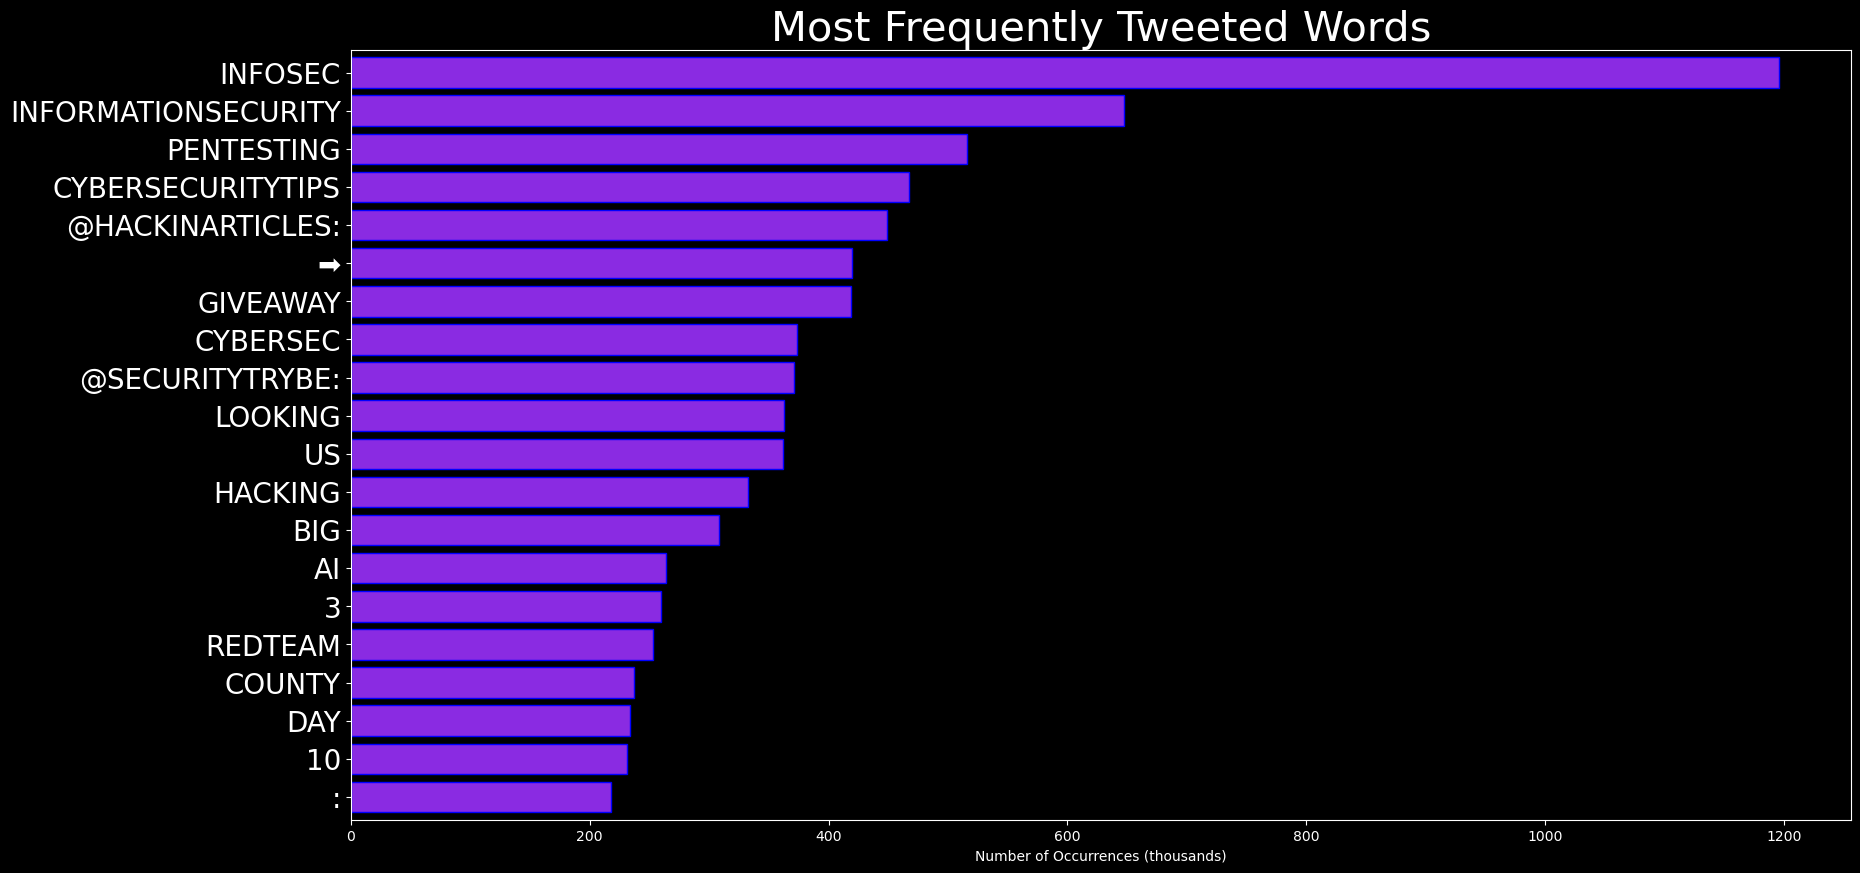 Most Frequently Tweeted Words
INFOSEC
INFORMATIONSECURITY
PENTESTING
CYBERSECURITYTIPS
@HACKINARTICLES:
➡
GIVEAWAY
CYBERSEC
@SECURITYTRYBE:
LOOKING
US
HACKING
BIG
AI
3
REDTEAM
COUNTY
DAY
10
:
0 200 400 600 800 1000 1200
Number of Occurrences (thousands)